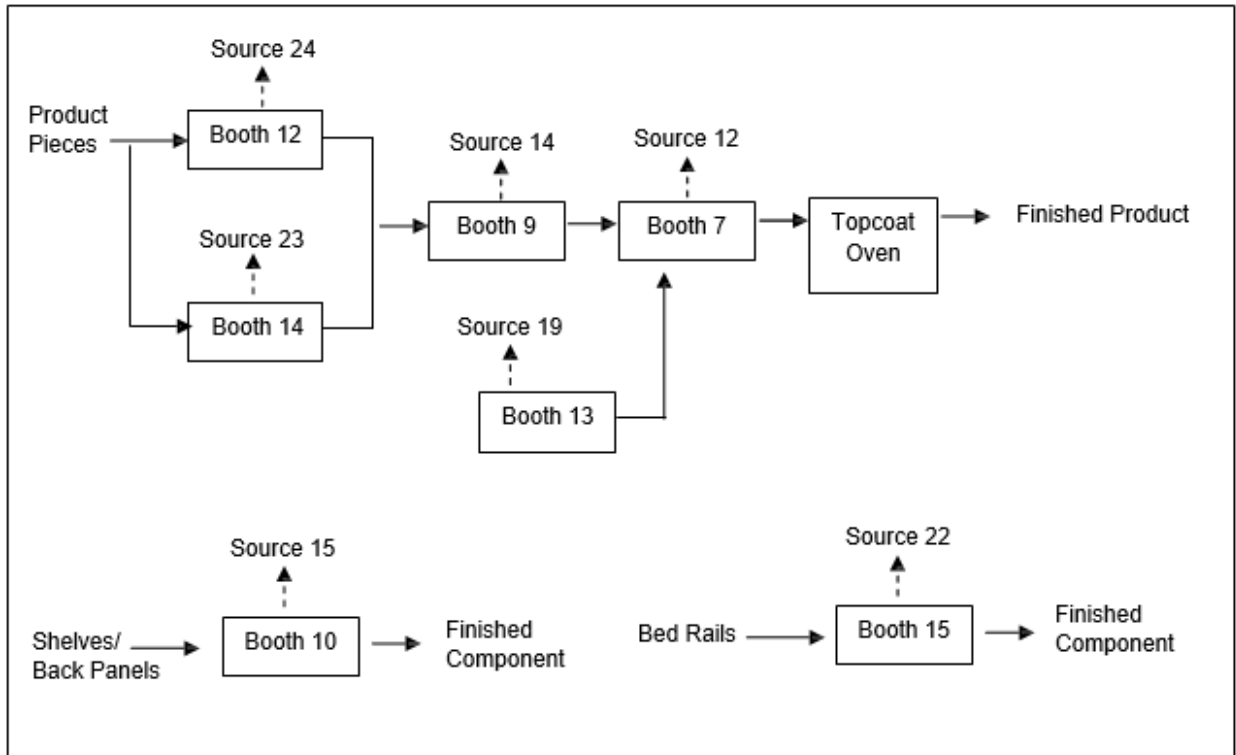 Source 24
Product
Pieces
Booth 12
Source 14
Source 12
Booth 9
Booth 7
Topcoat
Oven
Finished Product
Source 23
Booth 14
Source 19
Booth 13
Source 15
Shelves/
Back Panels
Booth 10
Finished
Component
Source 22
Bed Rails
Booth 15
Finished
Component